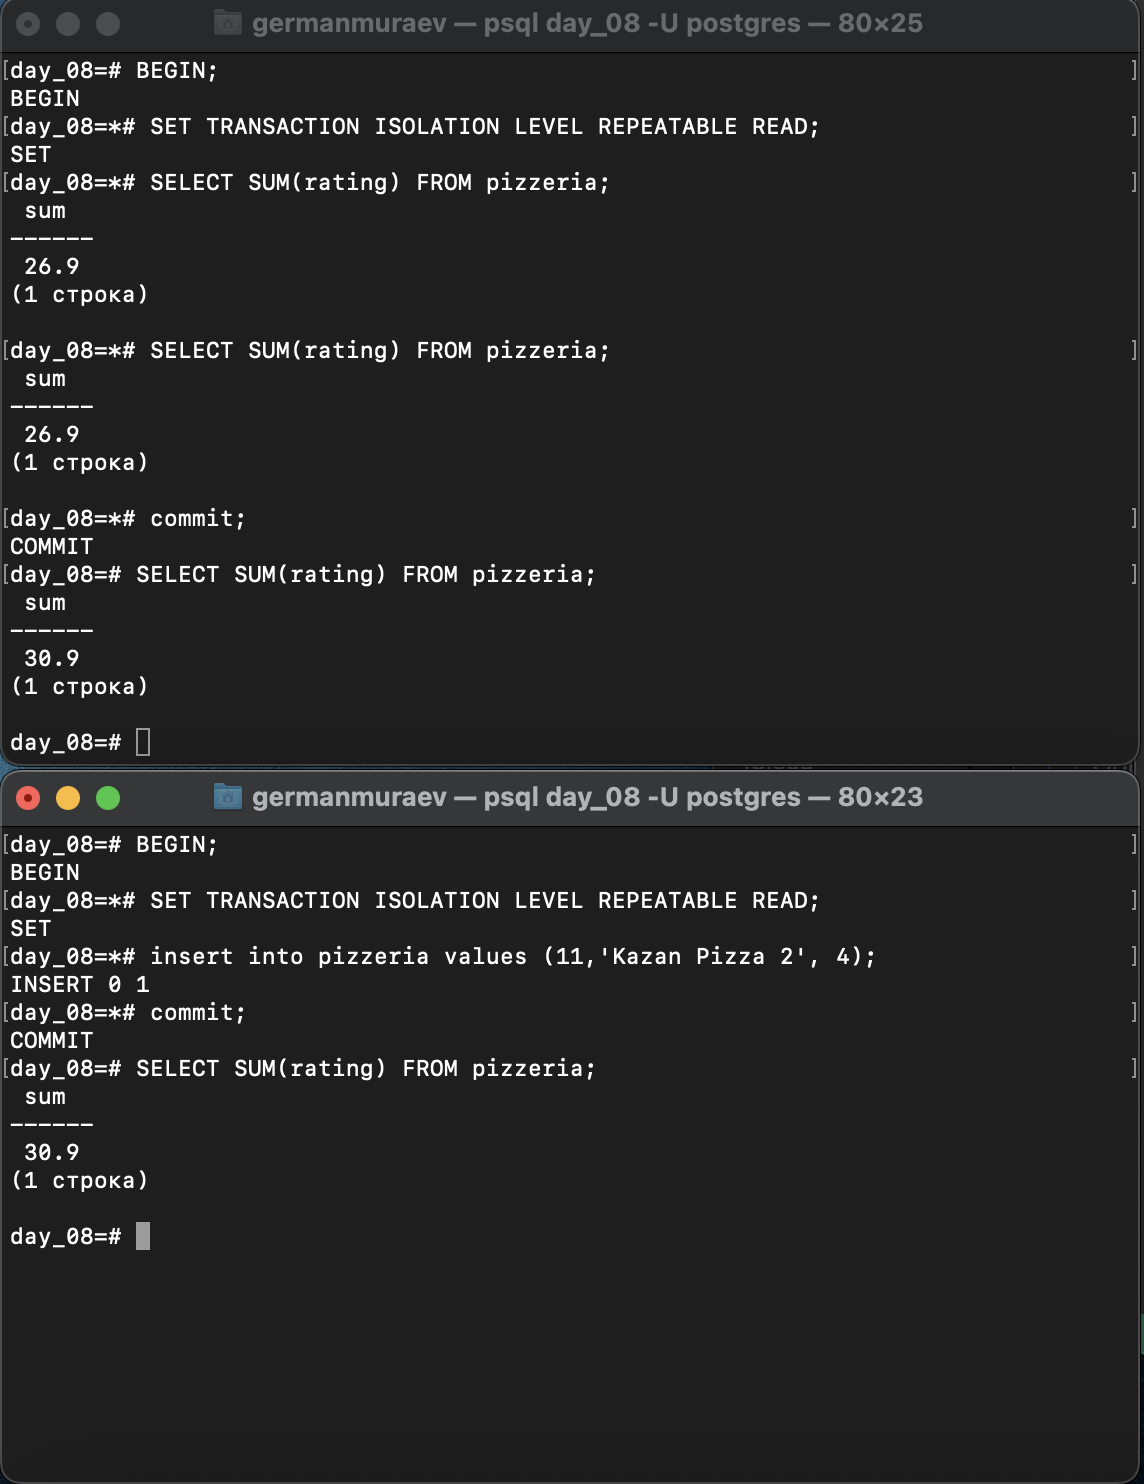 germanmuraev — psql day_08 -U postgres — 80×25
[day_08=# BEGIN; ]
BEGIN
[day_08=*# SET TRANSACTION ISOLATION LEVEL REPEATABLE READ; ]
SET
[day_08=*# SELECT SUM(rating) FROM pizzeria; ]
 sum
------
 26.9
(1 строка)
[day_08=*# SELECT SUM(rating) FROM pizzeria; ]
 sum
------
 26.9
(1 строка)
[day_08=*# commit; ]
COMMIT
[day_08=# SELECT SUM(rating) FROM pizzeria; ]
 sum
------
 30.9
(1 строка)
day_08=#
germanmuraev — psql day_08 -U postgres — 80×23
[day_08=# BEGIN; ]
BEGIN
[day_08=*# SET TRANSACTION ISOLATION LEVEL REPEATABLE READ; ]
SET
[day_08=*# insert into pizzeria values (11,'Kazan Pizza 2', 4); ]
INSERT 0 1
[day_08=*# commit; ]
COMMIT
[day_08=# SELECT SUM(rating) FROM pizzeria; ]
 sum
------
 30.9
(1 строка)
day_08=#